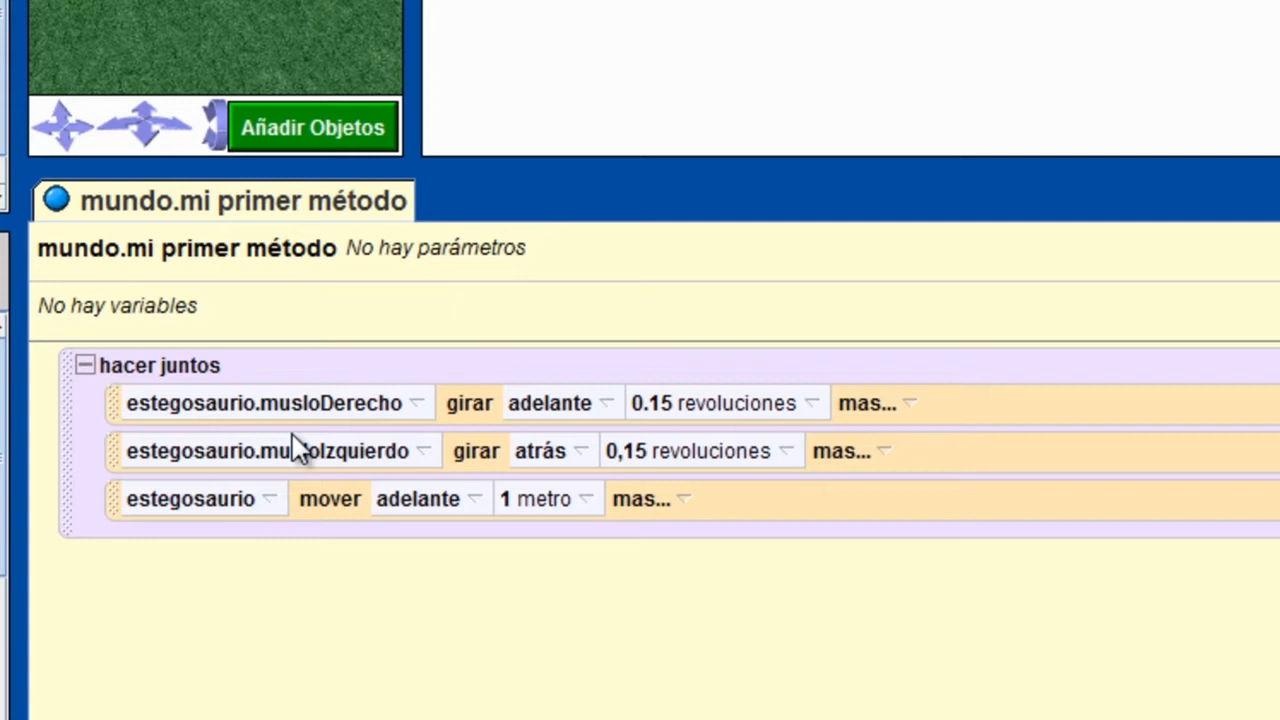 Añadir Objetos
mundo.mi primer método
mundo.mi primer método No hay parámetros
No hay variables
hacer juntos
estegosaurio.musloDerecho girar adelante 0.15 revoluciones mas...
girar atrás 0,15 revoluciones mas...
estegosaurio mover adelante 1 metro mas...